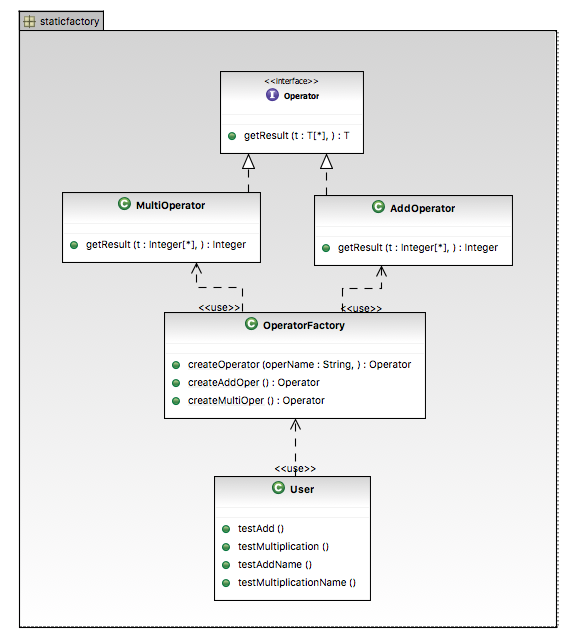 staticfactory
<<interface>>
I Operator
getResult (t : T[*], ) : T
C MultiOperator
getResult (t : Integer[*], ) : Integer
C AddOperator
getResult (t : Integer[*], ) : Integer
<<use>>
<<use>>
C OperatorFactory
createOperator (operName : String, ) : Operator
createAddOper () : Operator
createMultiOper () : Operator
<<use>>
C User
testAdd ()
testMultiplication ()
testAddName ()
testMultiplicationName ()